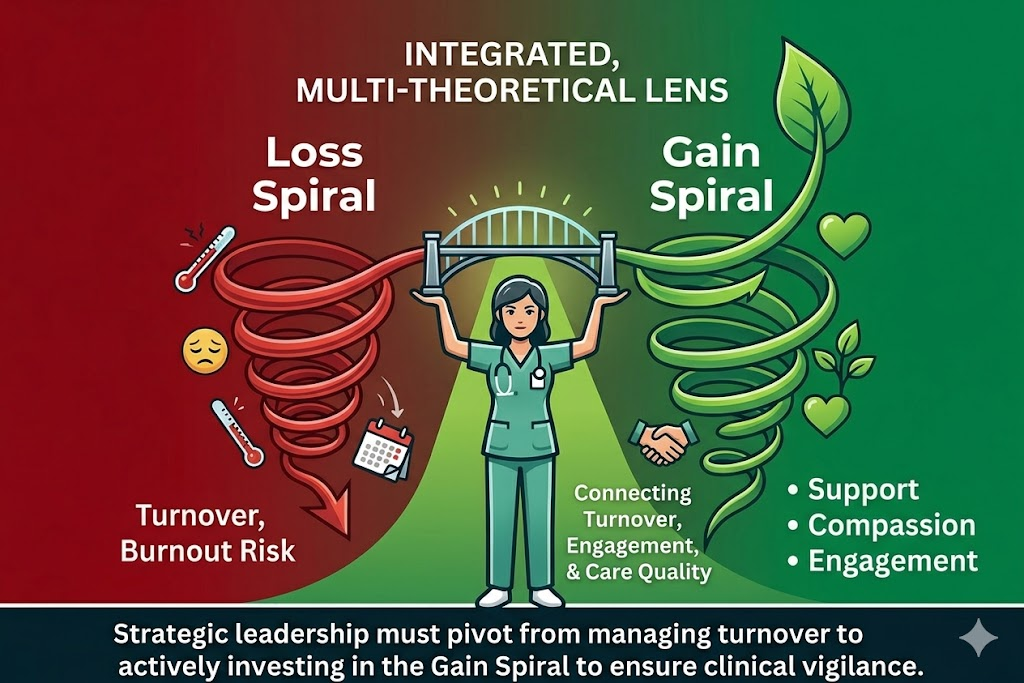 INTEGRATED,
MULTI-THEORETICAL LENS
Loss
Spiral
Gain
Spiral
Turnover,
Burnout Risk
Connecting
Turnover,
Engagement,
& Care Quality
• Support
• Compassion
• Engagement
Strategic leadership must pivot from managing turnover to
actively investing in the Gain Spiral to ensure clinical vigilance.